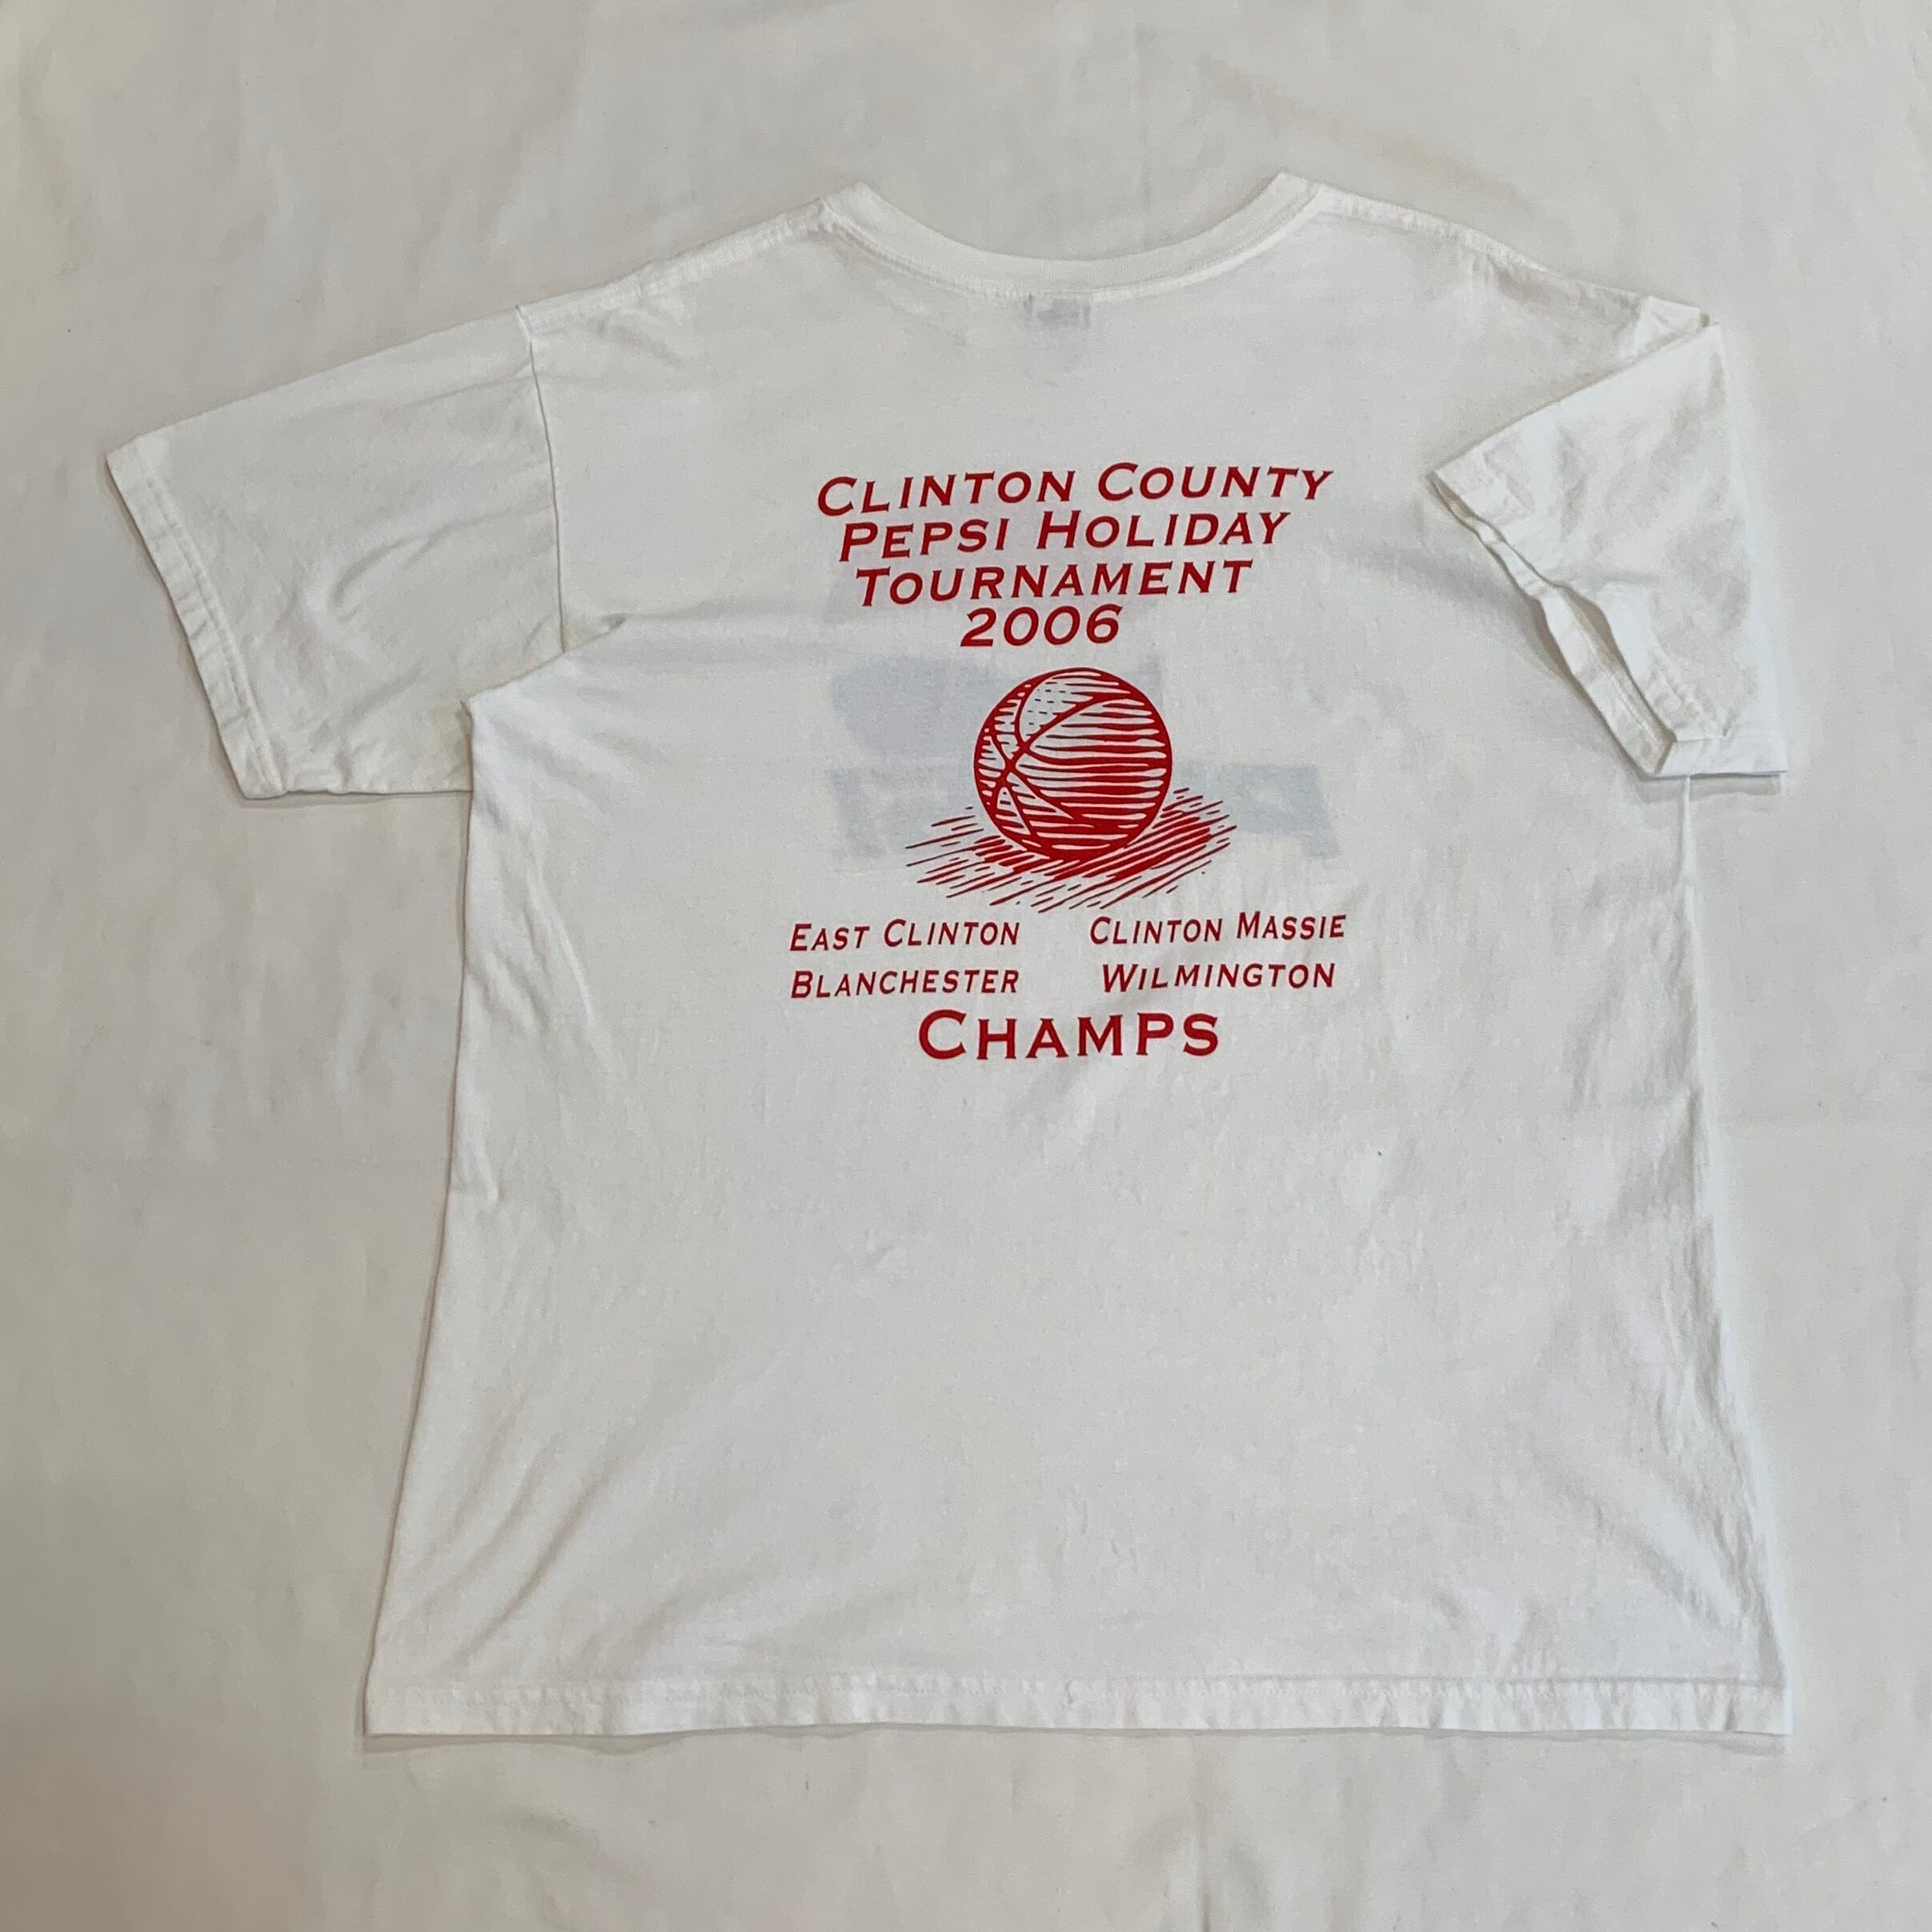 CLINTON COUNTY
PEPSI HOLIDAY
TOURNAMENT
2006
EAST CLINTON CLINTON MASSIE
BLANCHESTER WILMINGTON
CHAMPS